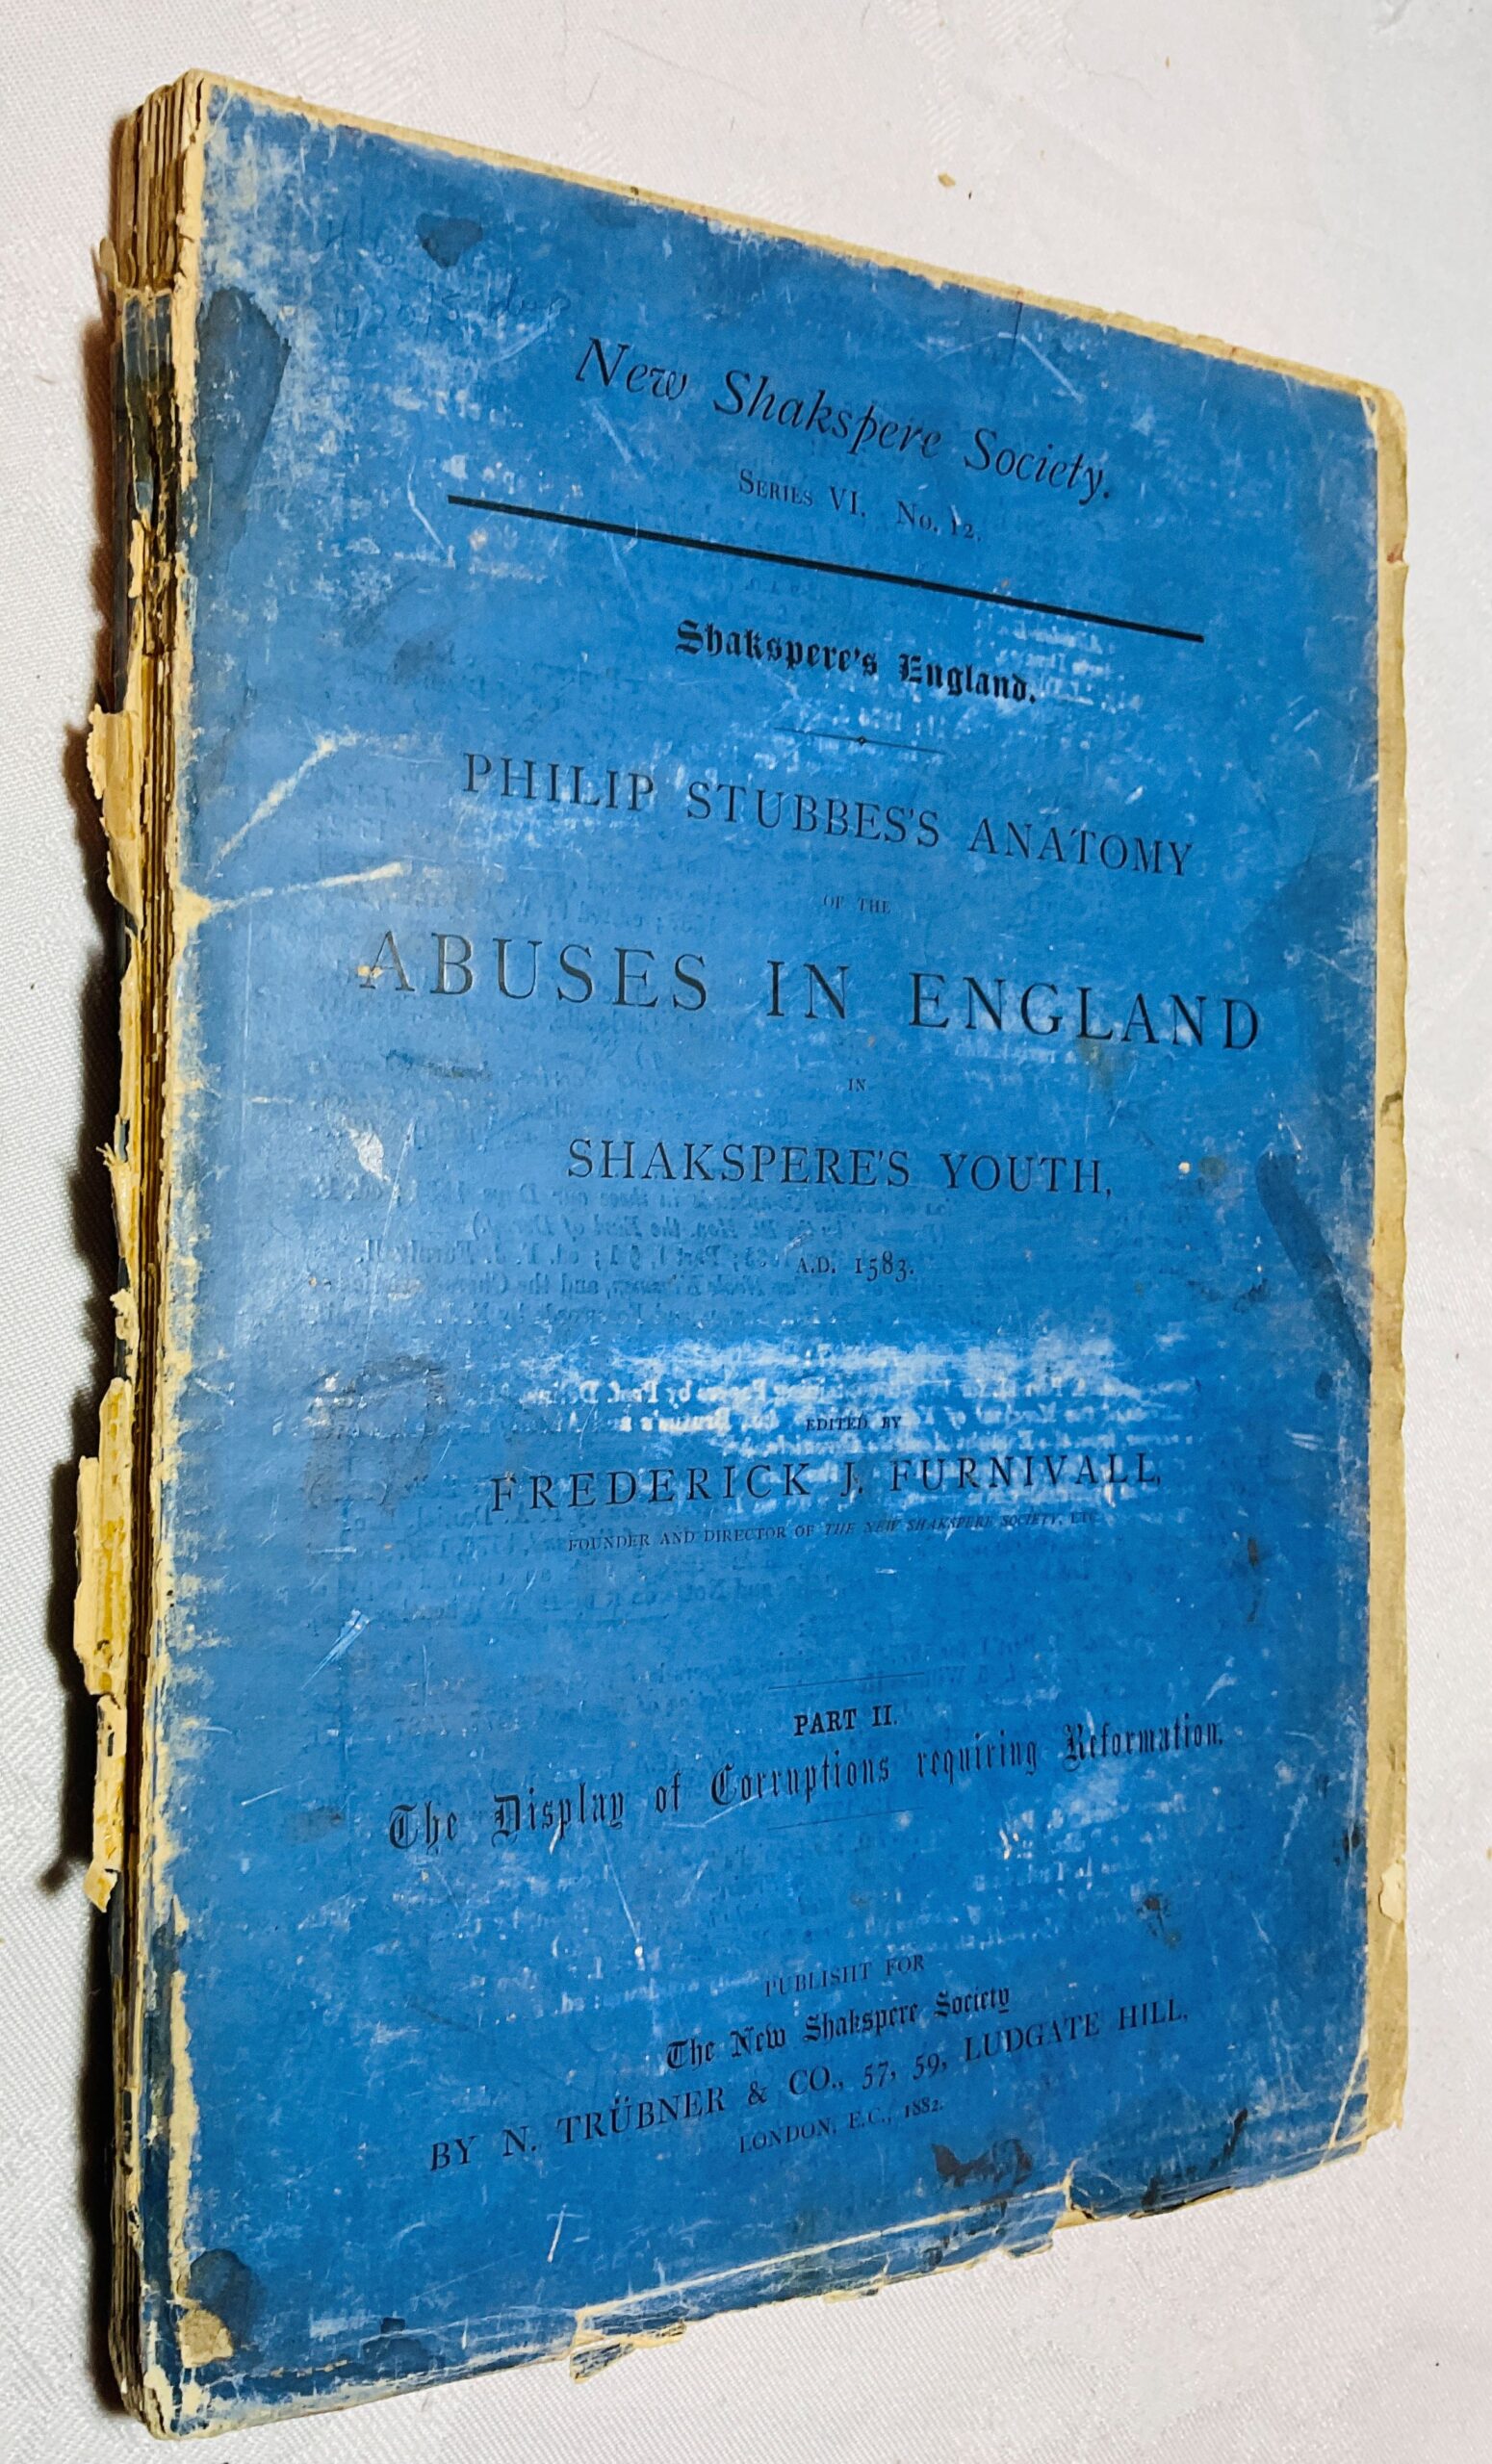 New Shakspere Society.
SERIES VI. No. 12.
Shakspere's England.
PHILIP STUBBES'S ANATOMY
OF THE
ABUSES IN ENGLAND
IN
SHAKSPERE'S YOUTH,
A.D. 1583.
EDITED BY
FREDERICK J. FURNIVALL,
FOUNDER AND DIRECTOR OF THE NEW SHAKSPERE SOCIETY, ETC.
PART II.
The Display of Corruptions requiring Reformation.
PUBLISHT FOR
The New Shakspere Society
BY N. TRÜBNER & CO., 57, 59, LUDGATE HILL,
LONDON, E.C., 1882.